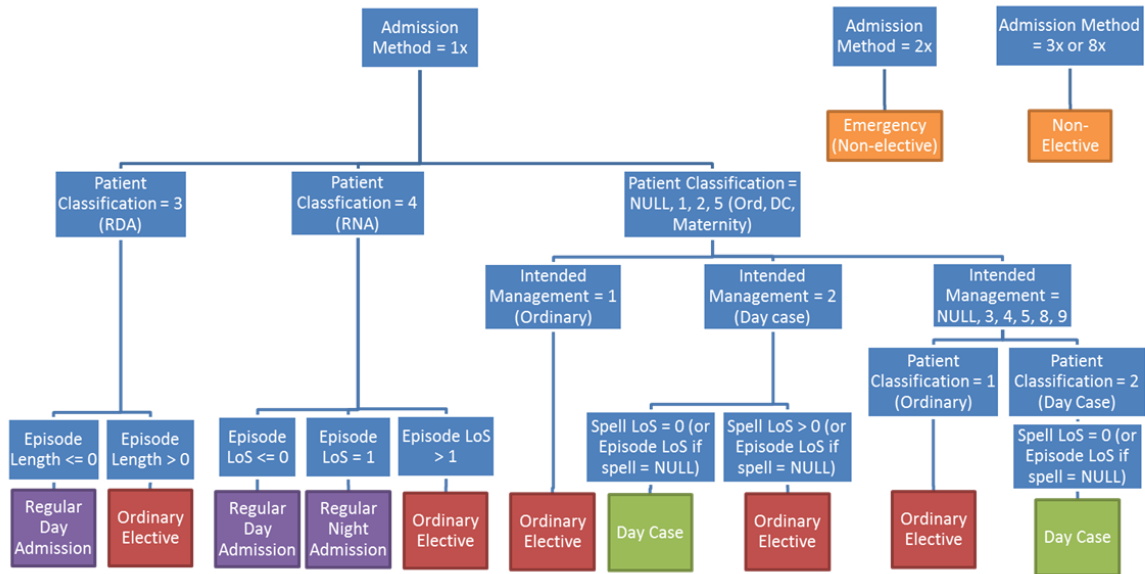 Admission
Method = 1x
Admission
Method = 2x
Admission Method
= 3x or 8x
Emergency
(Non-elective)
Non-
Elective
Patient
Classification = 3
(RDA)
Patient
Classfication = 4
(RNA)
Patient Classification =
NULL, 1, 2, 5 (Ord, DC,
Maternity)
Intended
Management = 1
(Ordinary)
Intended
Management = 2
(Day case)
Intended
Management =
NULL, 3, 4, 5, 8, 9
Patient
Classification = 1
(Ordinary)
Patient
Classification = 2
(Day Case)
Episode
Length <= 0
Episode
Length > 0
Episode
LoS <= 0
Episode
LoS = 1
Episode LoS
> 1
Spell LoS = 0 (or
Episode LoS if
spell = NULL)
Spell LoS > 0 (or
Episode LoS if
spell = NULL)
Spell LoS = 0 (or
Episode LoS if
spell = NULL)
Regular
Day
Admission
Ordinary
Elective
Regular
Day
Admission
Regular
Night
Admission
Ordinary
Elective
Ordinary
Elective
Day Case
Ordinary
Elective
Ordinary
Elective
Day Case